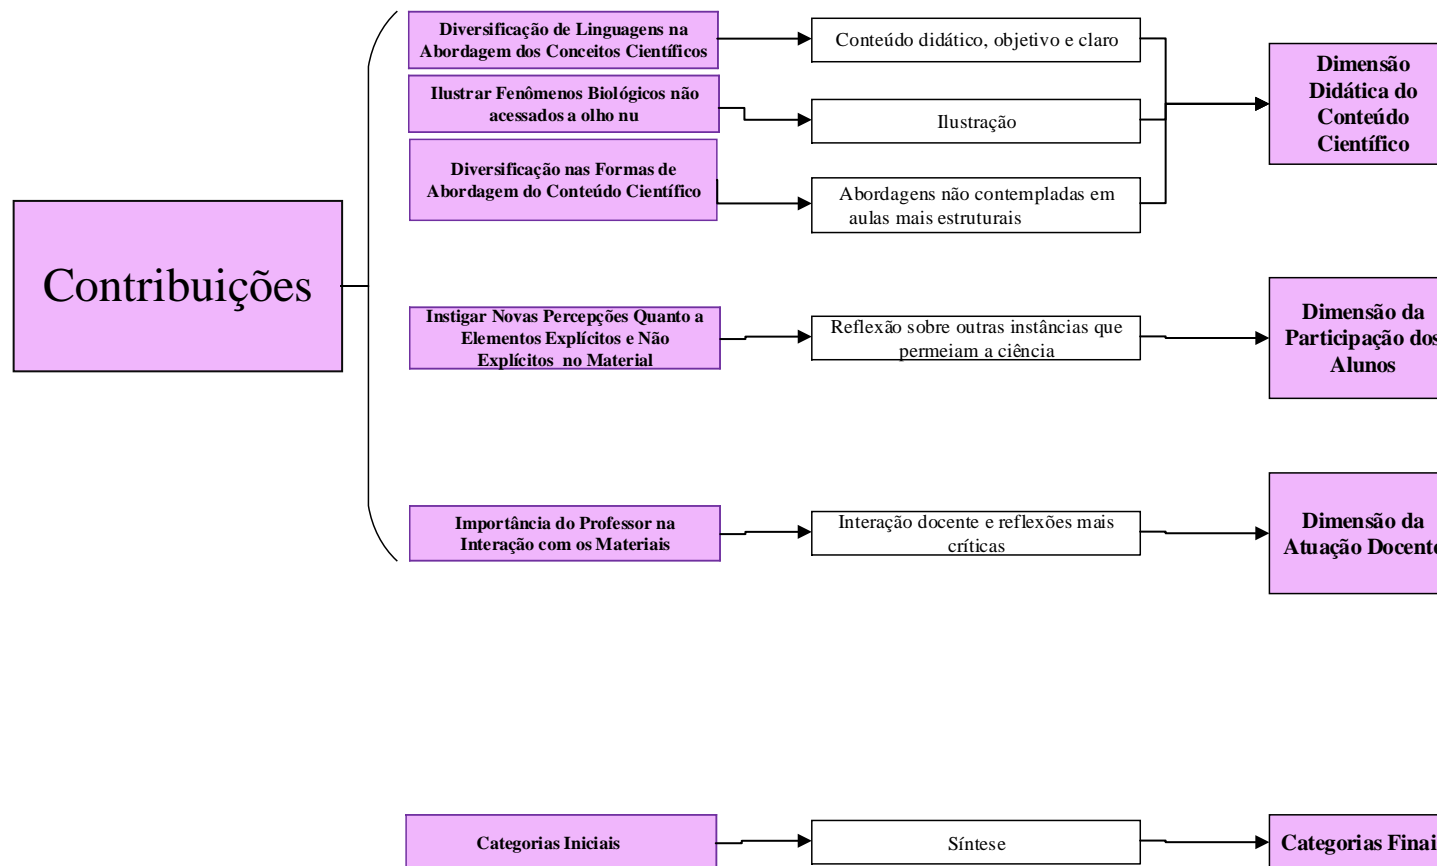 Contribuições
Diversificação de Linguagens na
Abordagem dos Conceitos Científicos
Conteúdo didático, objetivo e claro
Ilustrar Fenômenos Biológicos não
acessados a olho nu
Ilustração
Diversificação nas Formas de
Abordagem do Conteúdo Científico
Abordagens não contempladas em
aulas mais estruturais
Dimensão
Didática do
Conteúdo
Científico
Instigar Novas Percepções Quanto a
Elementos Explícitos e Não
Explícitos no Material
Reflexão sobre outras instâncias que
permeiam a ciência
Dimensão da
Participação dos
Alunos
Importância do Professor na
Interação com os Materiais
Interação docente e reflexões mais
críticas
Dimensão da
Atuação Docente
Categorias Iniciais
Síntese
Categorias Finai